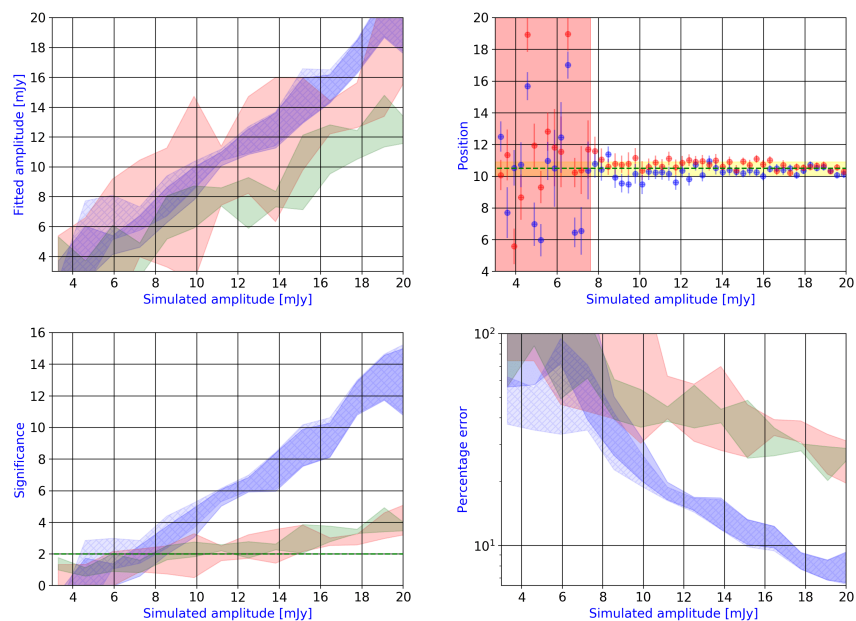 20
18
16
14
12
10
8
6
4
Fitted amplitude [mJy]
4 6 8 10 12 14 16 18 20
Simulated amplitude [mJy]
20
18
16
14
12
10
8
6
4
Position
4 6 8 10 12 14 16 18 20
Simulated amplitude [mJy]
16
14
12
10
8
6
4
2
0
Significance
4 6 8 10 12 14 16 18 20
Simulated amplitude [mJy]
10²
10¹
Percentage error
4 6 8 10 12 14 16 18 20
Simulated amplitude [mJy]